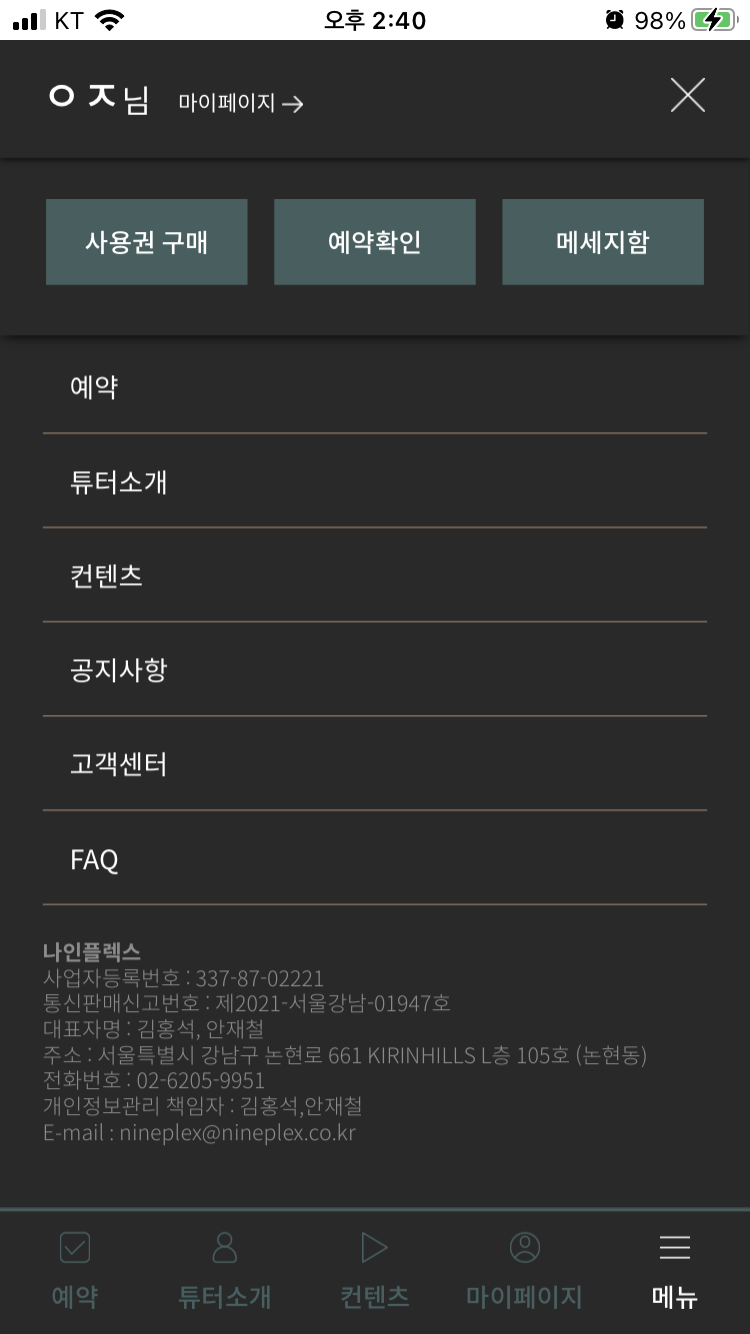 KT 오후 2:40 98%
ㅇ ㅈ님 마이페이지 →
사용권 구매 예약확인 메세지함
예약
튜터소개
컨텐츠
공지사항
고객센터
FAQ
나인플렉스
사업자등록번호 : 337-87-02221
통신판매신고번호 : 제2021-서울강남-01947호
대표자명 : 김홍석, 안재철
주소 : 서울특별시 강남구 논현로 661 KIRINHILLS L층 105호 (논현동)
전화번호 : 02-6205-9951
개인정보관리 책임자 : 김홍석,안재철
E-mail : nineplex@nineplex.co.kr
예약 튜터소개 컨텐츠 마이페이지 메뉴